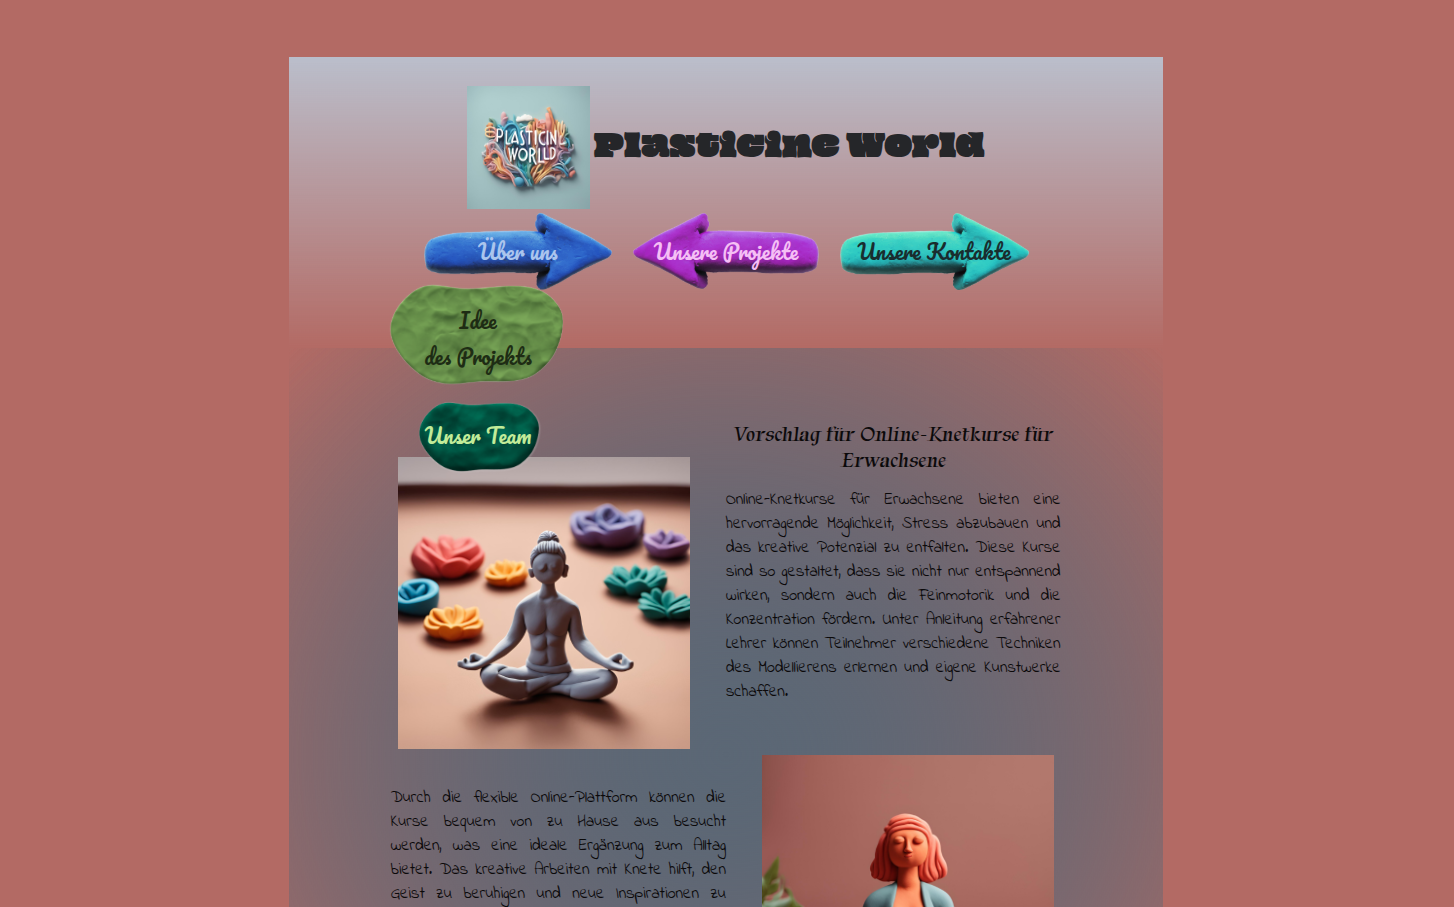 PLASTICIN
WORLLD
Plasticine World
Über uns
Unsere Projekte
Unsere Kontakte
Idee
des Projekts
Unser Team
Vorschlag für Online-Knetkurse für
Erwachsene
Online-Knetkurse für Erwachsene bieten eine
hervorragende Möglichkeit, Stress abzubauen und
das kreative Potenzial zu entfalten. Diese Kurse
sind so gestaltet, dass sie nicht nur entspannend
wirken, sondern auch die Feinmotorik und die
Konzentration fördern. Unter Anleitung erfahrener
Lehrer können Teilnehmer verschiedene Techniken
des Modellierens erlernen und eigene Kunstwerke
schaffen.
Durch die flexible Online-Plattform können die
Kurse bequem von zu Hause aus besucht
werden, was eine ideale Ergänzung zum Alltag
bietet. Das kreative Arbeiten mit Knete hilft, den
Geist zu beruhigen und neue Inspirationen zu